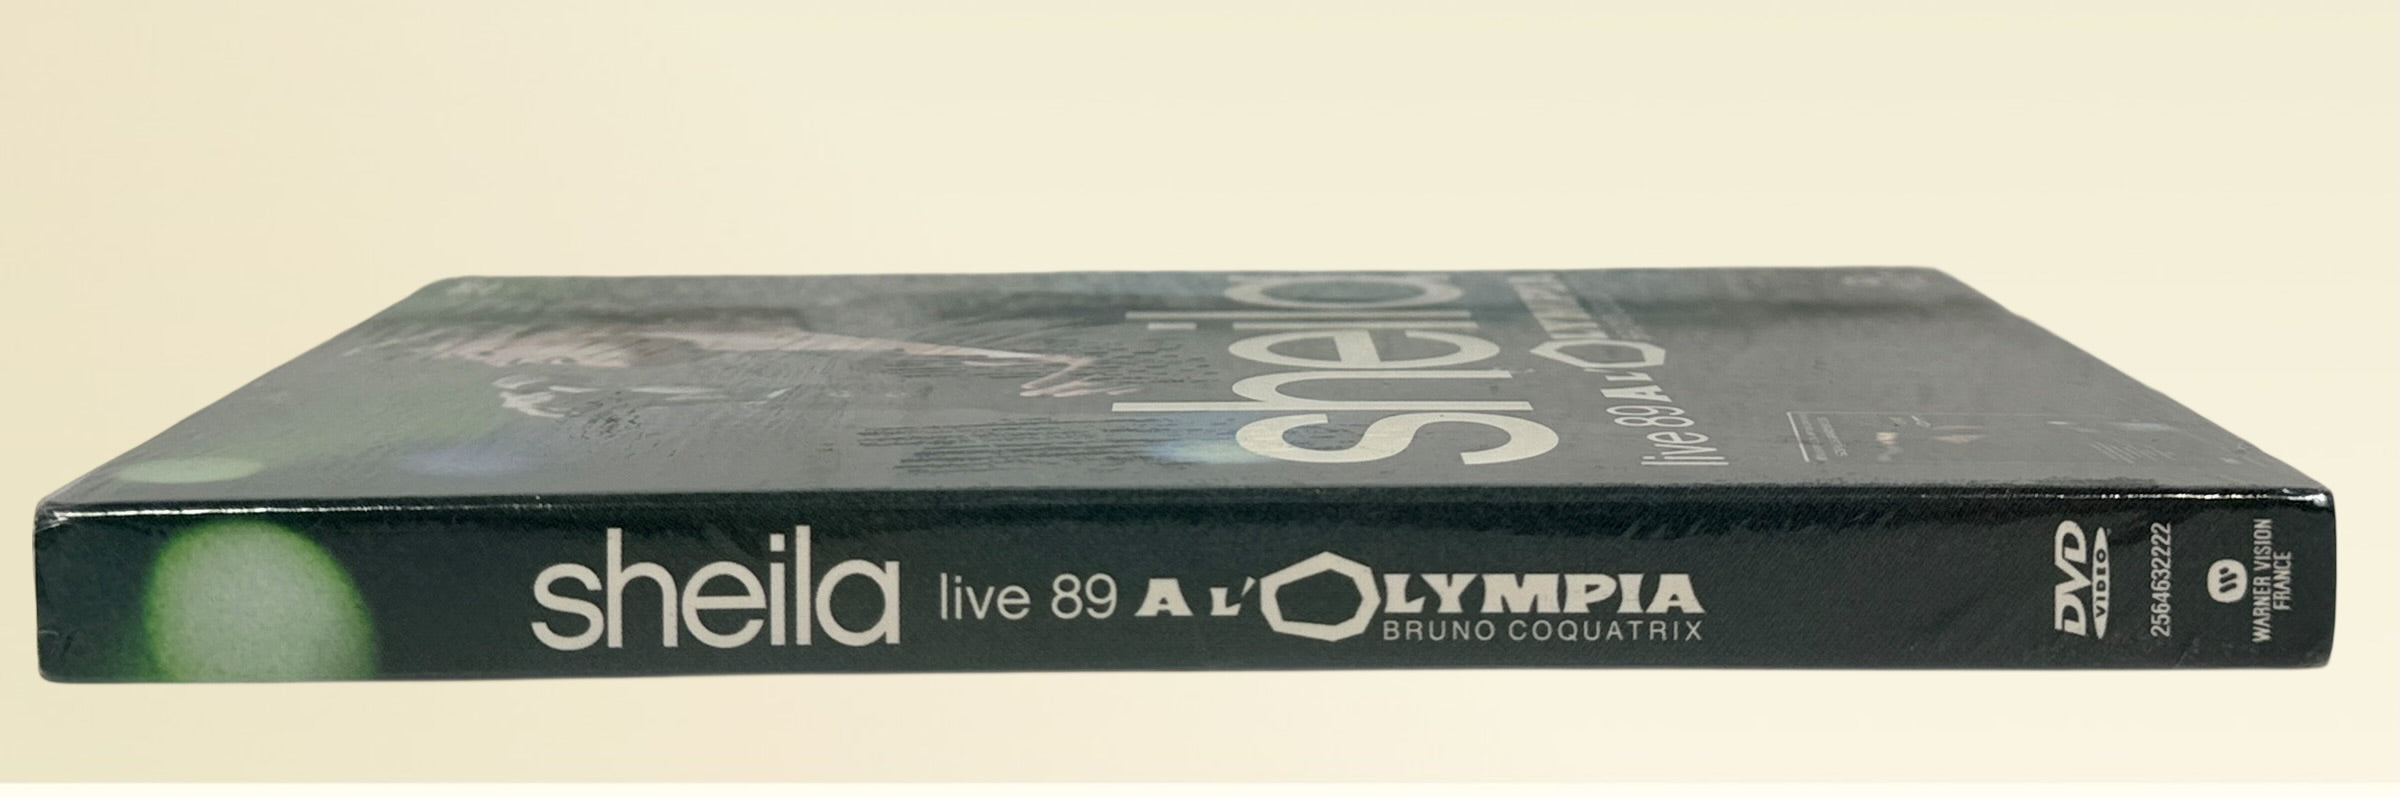 sheila
live 89 A L'OLYMPIA
sheila live 89 A L'OLYMPIA
BRUNO COQUATRIX
DVD
VIDEO
2564632222
WARNER VISION
FRANCE